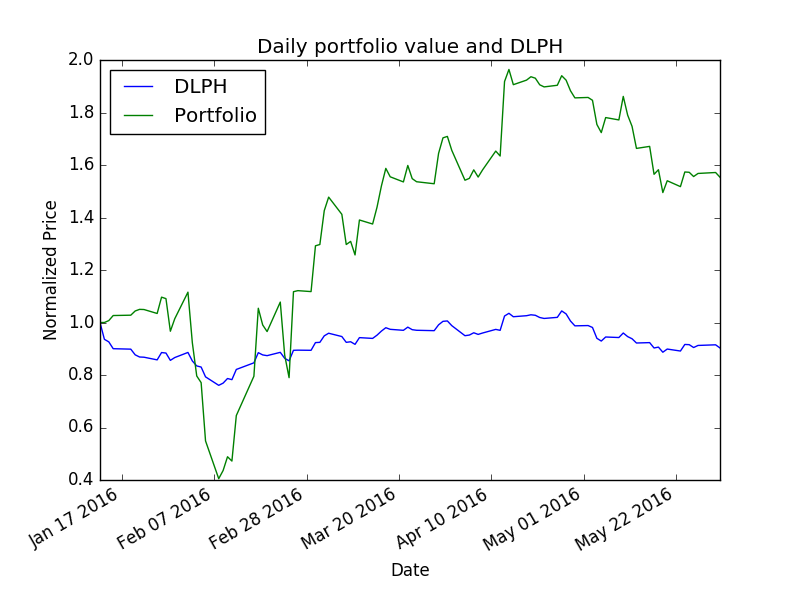 Daily portfolio value and DLPH
2.0
1.8
1.6
1.4
1.2
1.0
0.8
0.6
0.4
Normalized Price
DLPH
Portfolio
Jan 17 2016
Feb 07 2016
Feb 28 2016
Mar 20 2016
Apr 10 2016
May 01 2016
May 22 2016
Date